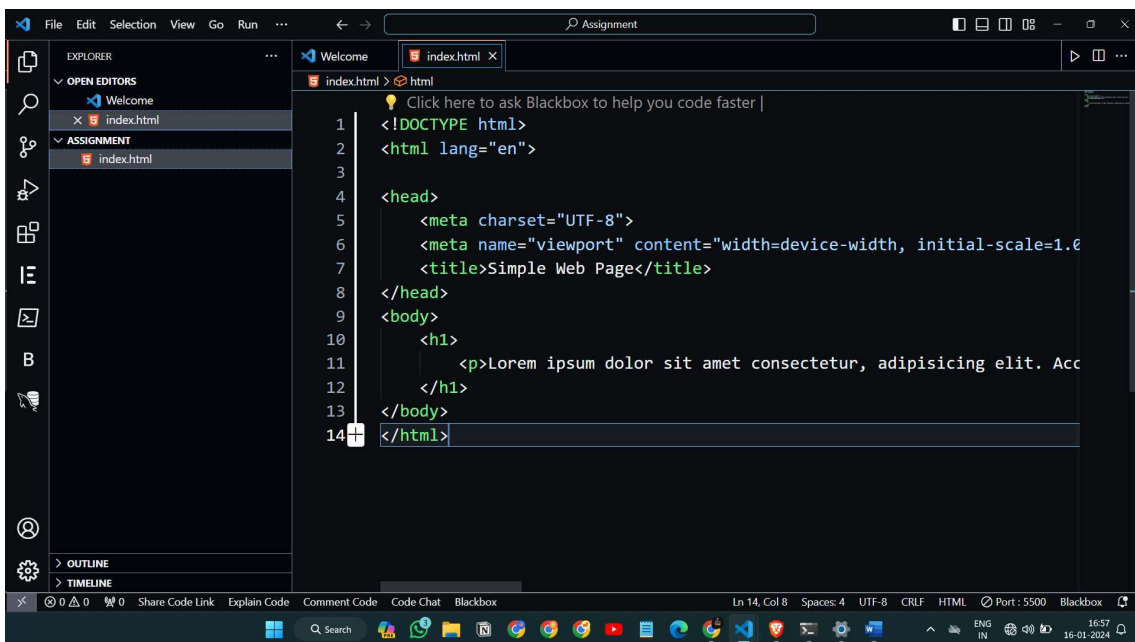 File Edit Selection View Go Run ···
Assignment
EXPLORER
Welcome
index.html
OPEN EDITORS
Welcome
index.html
ASSIGNMENT
index.html
OUTLINE
TIMELINE
index.html > html
Click here to ask Blackbox to help you code faster |
1 <!DOCTYPE html>
2 <html lang="en">
3
4 <head>
5 <meta charset="UTF-8">
6 <meta name="viewport" content="width=device-width, initial-scale=1.0
7 <title>Simple Web Page</title>
8 </head>
9 <body>
10 <h1>
11 <p>Lorem ipsum dolor sit amet consectetur, adipisicing elit. Acc
12 </h1>
13 </body>
14 </html>
0 0 0 Share Code Link Explain Code Comment Code Code Chat Blackbox Ln 14, Col 8 Spaces: 4 UTF-8 CRLF HTML Port : 5500 Blackbox
Search
ENG
IN
16:57
16-01-2024